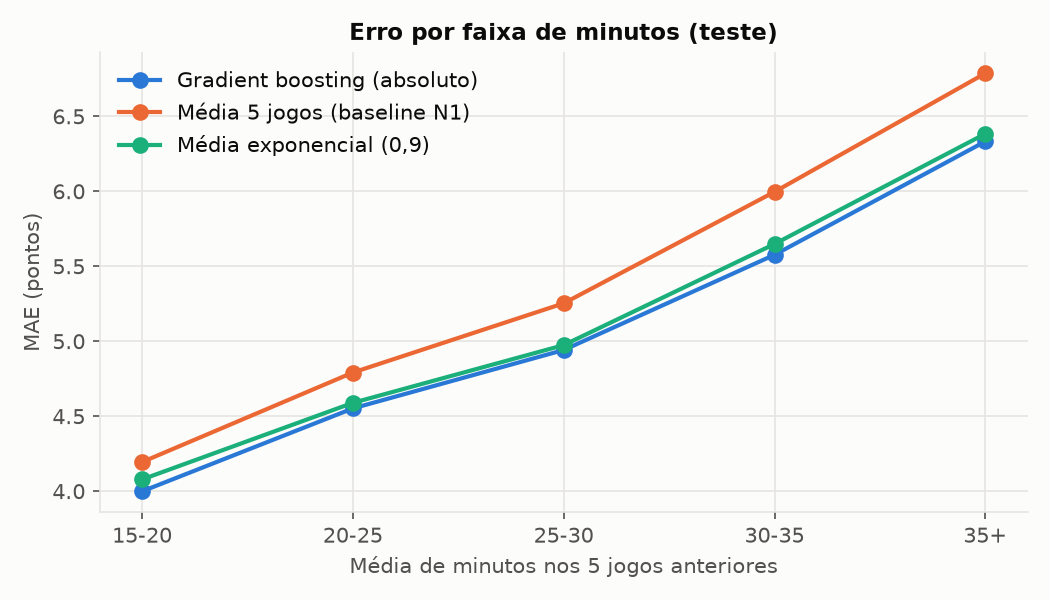 Erro por faixa de minutos (teste)
Gradient boosting (absoluto)
Média 5 jogos (baseline N1)
Média exponencial (0,9)
MAE (pontos)
6.5
6.0
5.5
5.0
4.5
4.0
15-20 20-25 25-30 30-35 35+
Média de minutos nos 5 jogos anteriores